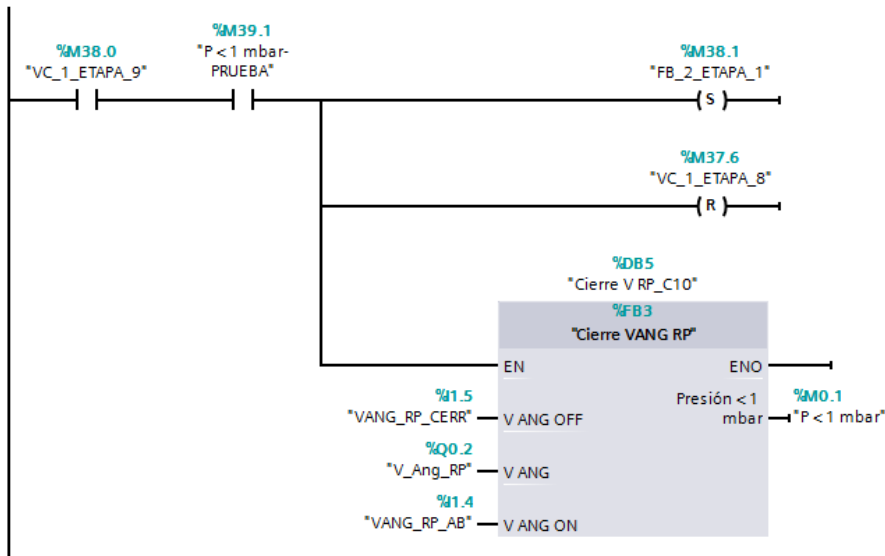 %M38.0
"VC_1_ETAPA_9"
%M39.1
"P < 1 mbar-
PRUEBA"
%M38.1
"FB_2_ETAPA_1"
S
%M37.6
"VC_1_ETAPA_8"
R
%DB5
"Cierre V RP_C10"
%FB3
"Cierre VANG RP"
EN
ENO
%I1.5
"VANG_RP_CERR"
V ANG OFF
Presión < 1
mbar
%M0.1
"P < 1 mbar"
%Q0.2
"V_Ang_RP"
V ANG
%I1.4
"VANG_RP_AB"
V ANG ON